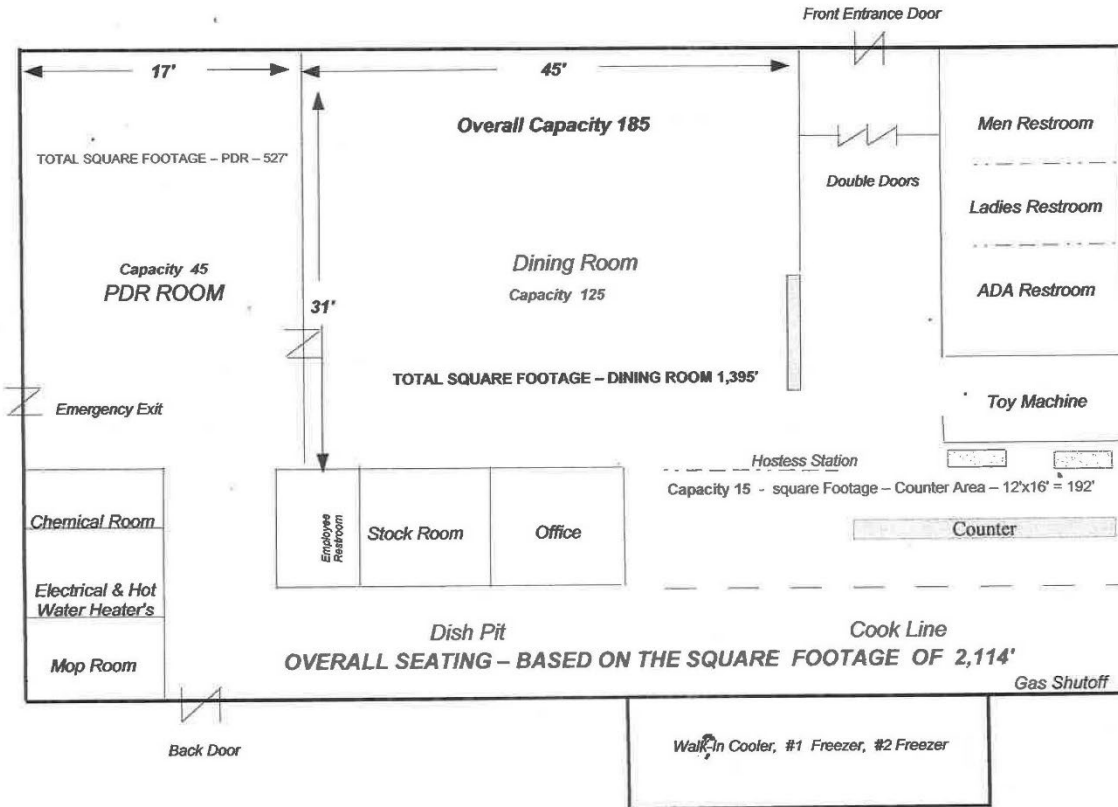 Front Entrance Door
17'
45'
Overall Capacity 185
Men Restroom
TOTAL SQUARE FOOTAGE – PDR – 527'
Double Doors
Ladies Restroom
Capacity 45
PDR ROOM
Dining Room
Capacity 125
ADA Restroom
31'
TOTAL SQUARE FOOTAGE – DINING ROOM 1,395'
Emergency Exit
Toy Machine
Hostess Station
Capacity 15 - square Footage – Counter Area – 12'x16' = 192'
Chemical Room
Employee
Restroom
Stock Room
Office
Counter
Electrical & Hot
Water Heater's
Dish Pit
Cook Line
Mop Room
OVERALL SEATING – BASED ON THE SQUARE FOOTAGE OF 2,114'
Gas Shutoff
Back Door
Walk-In Cooler, #1 Freezer, #2 Freezer